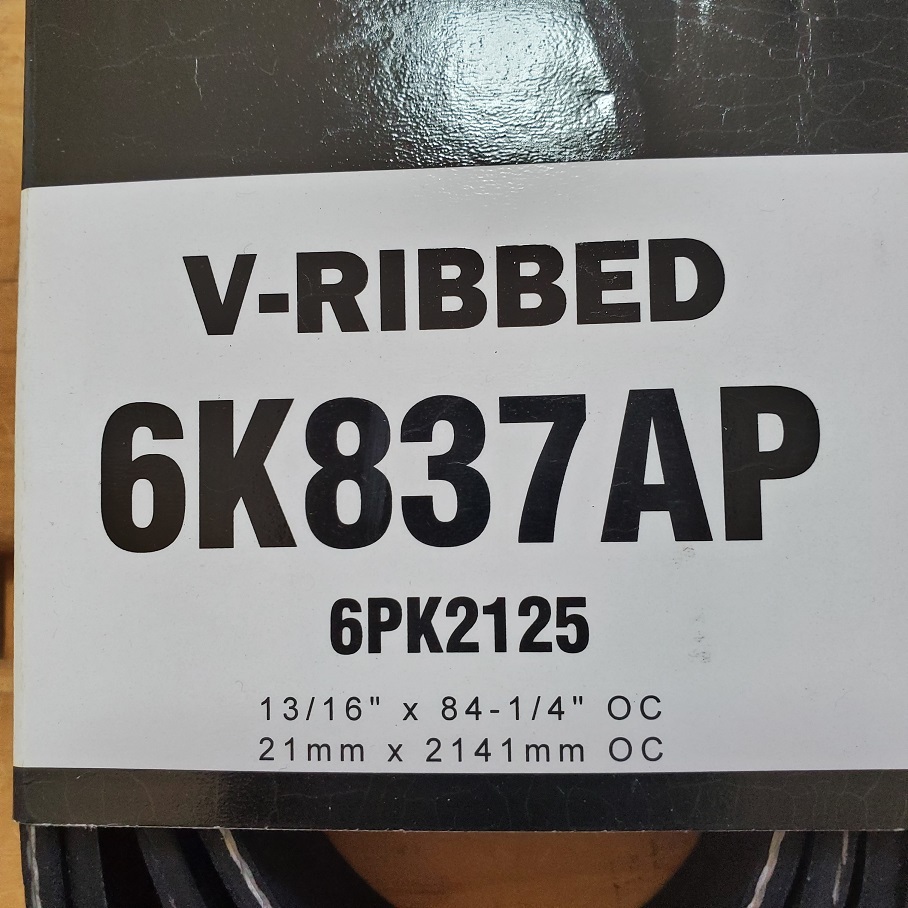 V-RIBBED
6K837AP
6PK2125
13/16" x 84-1/4" OC
21mm x 2141mm OC